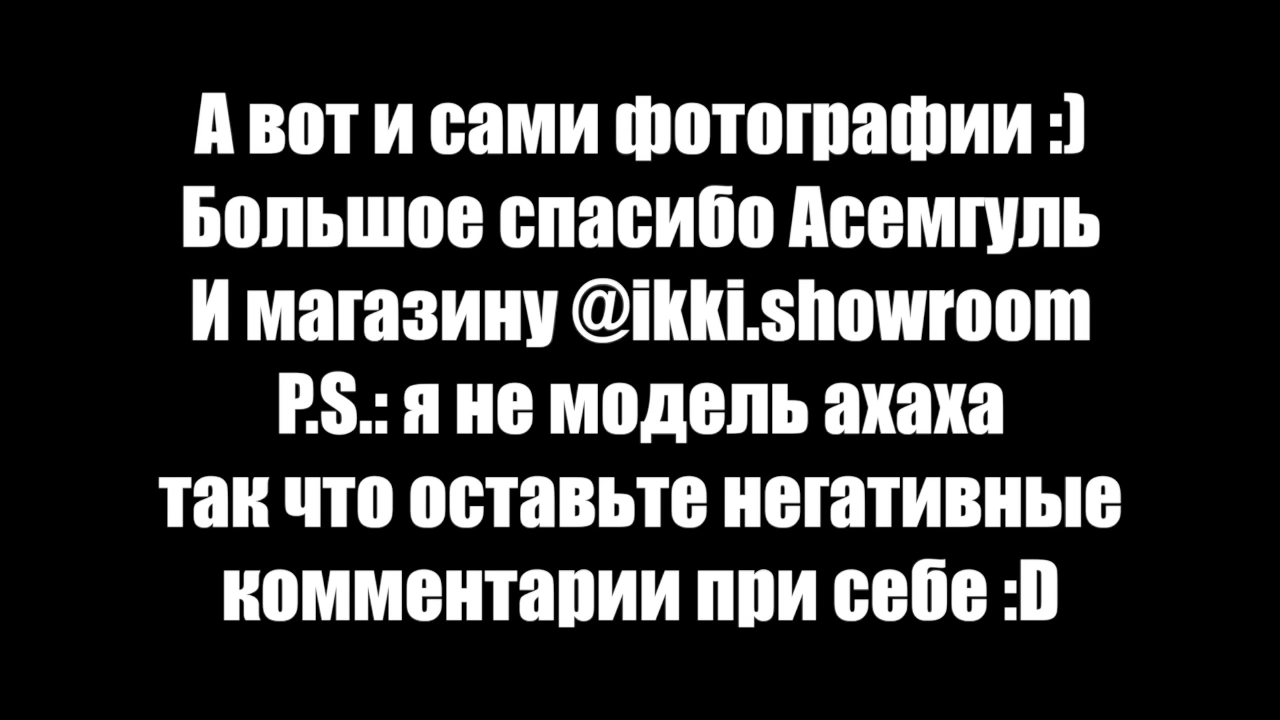 А вот и сами фотографии :)
Большое спасибо Асемгуль
И магазину @ikki.showroom
P.S.: я не модель ахаха
так что оставьте негативные
комментарии при себе :D